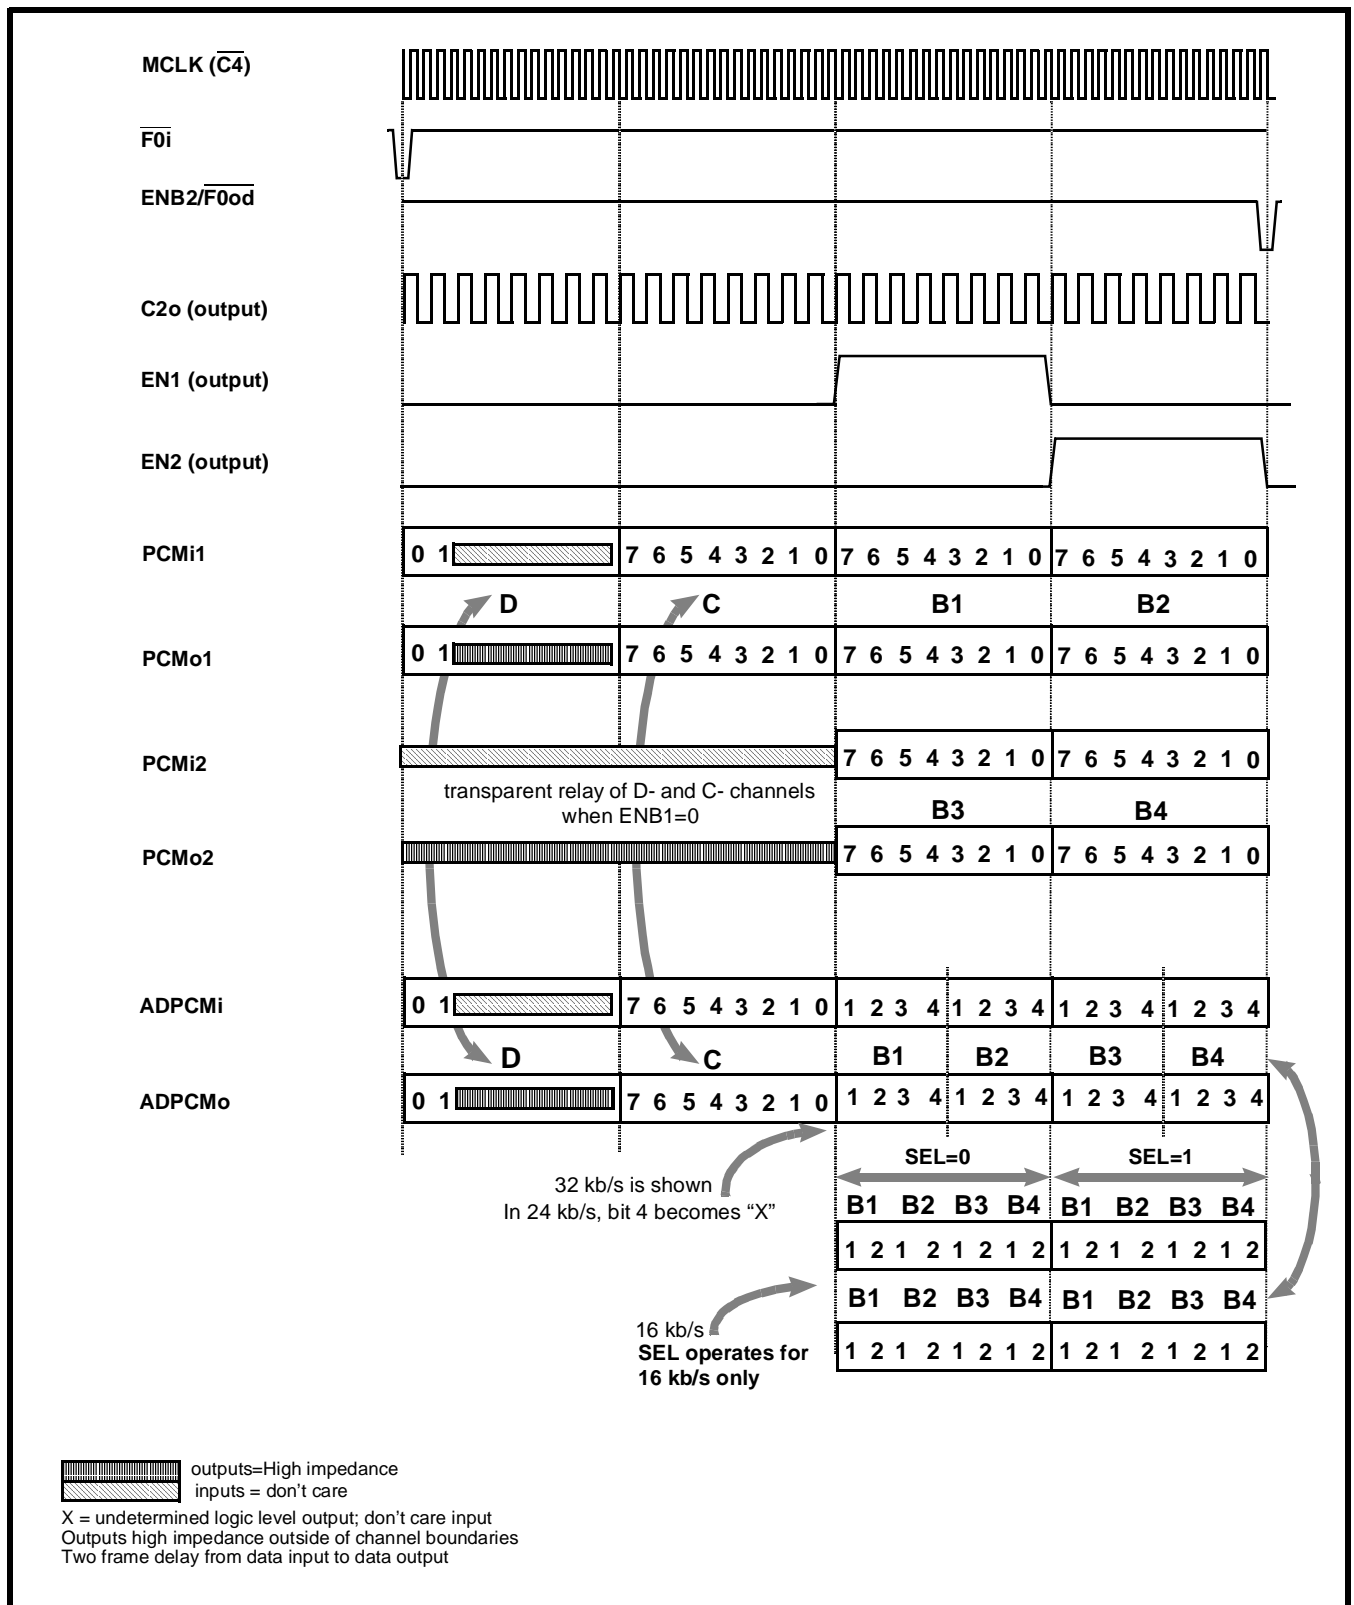 MCLK (C4)
F0i
ENB2/F0od
C2o (output)
EN1 (output)
EN2 (output)
PCMi1 0 1 7 6 5 4 3 2 1 0 7 6 5 4 3 2 1 0 7 6 5 4 3 2 1 0
D C B1 B2
PCMo1 0 1 7 6 5 4 3 2 1 0 7 6 5 4 3 2 1 0 7 6 5 4 3 2 1 0
PCMi2 7 6 5 4 3 2 1 0 7 6 5 4 3 2 1 0
transparent relay of D- and C- channels
when ENB1=0
B3 B4
PCMo2 7 6 5 4 3 2 1 0 7 6 5 4 3 2 1 0
ADPCMi 0 1 7 6 5 4 3 2 1 0 1 2 3 4 1 2 3 4 1 2 3 4 1 2 3 4
D C B1 B2 B3 B4
ADPCMo 0 1 7 6 5 4 3 2 1 0 1 2 3 4 1 2 3 4 1 2 3 4 1 2 3 4
SEL=0 SEL=1
32 kb/s is shown
In 24 kb/s, bit 4 becomes “X”
B1 B2 B3 B4 B1 B2 B3 B4
1 2 1 2 1 2 1 2 1 2 1 2 1 2 1 2
B1 B2 B3 B4 B1 B2 B3 B4
16 kb/s
SEL operates for
16 kb/s only
1 2 1 2 1 2 1 2 1 2 1 2 1 2 1 2
outputs=High impedance
inputs = don't care
X = undetermined logic level output; don't care input
Outputs high impedance outside of channel boundaries
Two frame delay from data input to data output